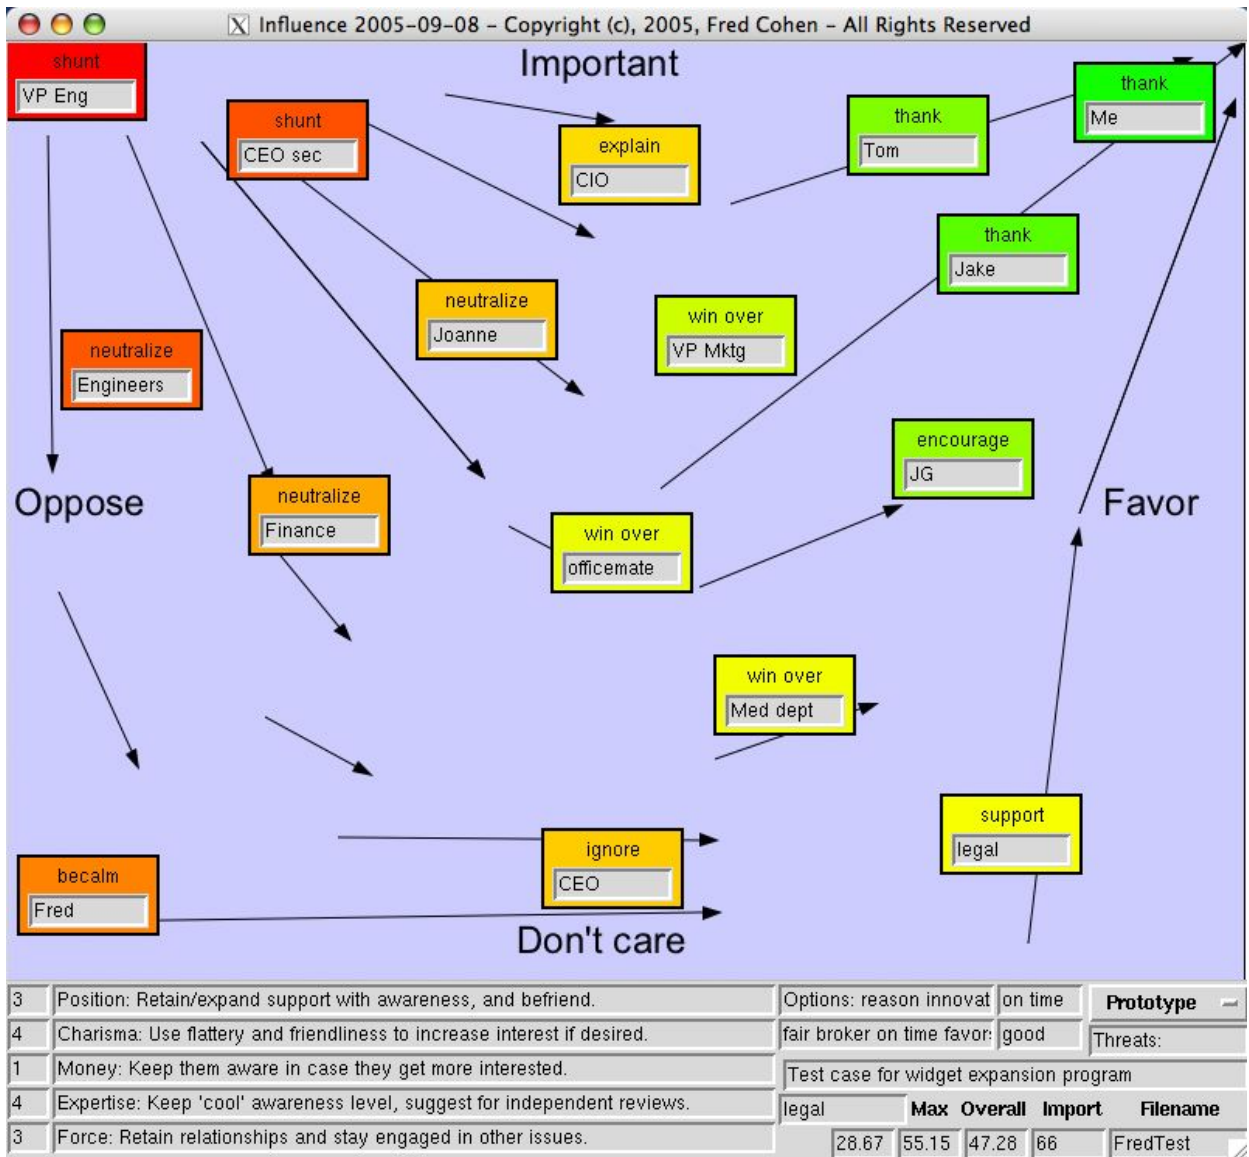 Influence 2005-09-08 - Copyright (c), 2005, Fred Cohen - All Rights Reserved
Important
shunt
VP Eng
shunt
CEO sec
explain
CIO
thank
Tom
thank
Me
thank
Jake
neutralize
Joanne
win over
VP Mktg
neutralize
Engineers
encourage
JG
Oppose
Favor
neutralize
Finance
win over
officemate
win over
Med dept
support
legal
ignore
CEO
becalm
Fred
Don't care
3 Position: Retain/expand support with awareness, and befriend. Options: reason innovat on time Prototype
4 Charisma: Use flattery and friendliness to increase interest if desired. fair broker on time favor: good Threats:
1 Money: Keep them aware in case they get more interested. Test case for widget expansion program
4 Expertise: Keep 'cool' awareness level, suggest for independent reviews. legal Max Overall Import Filename
3 Force: Retain relationships and stay engaged in other issues. 28.67 55.15 47.28 66 FredTest